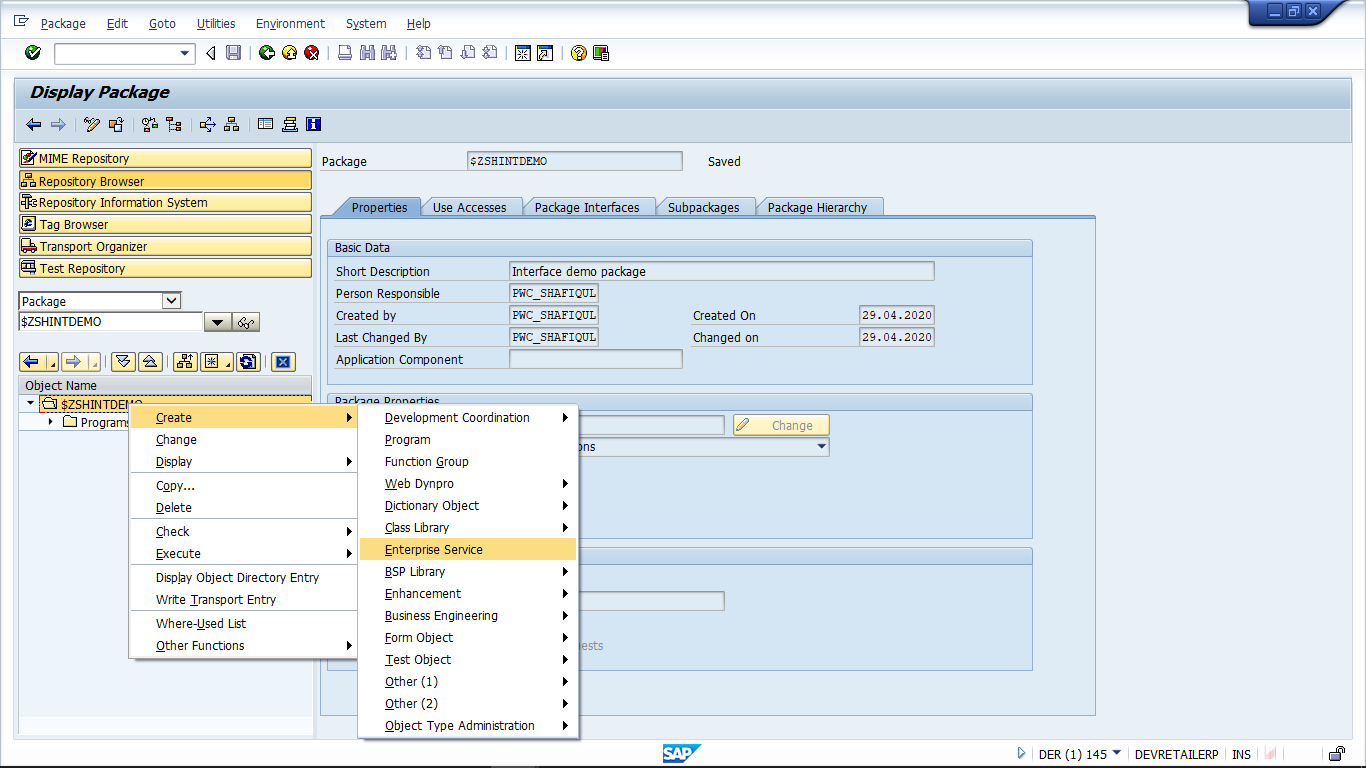 Package Edit Goto Utilities Environment System Help
Display Package
MIME Repository
Repository Browser
Repository Information System
Tag Browser
Transport Organizer
Test Repository
Package
$ZSHINTDEMO
Object Name
$ZSHINTDEMO
Programs
Package $ZSHINTDEMO Saved
Properties Use Accesses Package Interfaces Subpackages Package Hierarchy
Basic Data
Short Description Interface demo package
Person Responsible PWC_SHAFIQUL
Created by PWC_SHAFIQUL Created On 29.04.2020
Last Changed By PWC_SHAFIQUL Changed on 29.04.2020
Application Component
Package Properties
Change
ons
ests
Create
Change
Display
Copy...
Delete
Check
Execute
Display Object Directory Entry
Write Transport Entry
Where-Used List
Other Functions
Development Coordination
Program
Function Group
Web Dynpro
Dictionary Object
Class Library
Enterprise Service
BSP Library
Enhancement
Business Engineering
Form Object
Test Object
Other (1)
Other (2)
Object Type Administration
SAP
DER (1) 145 DEVRETAILERP INS